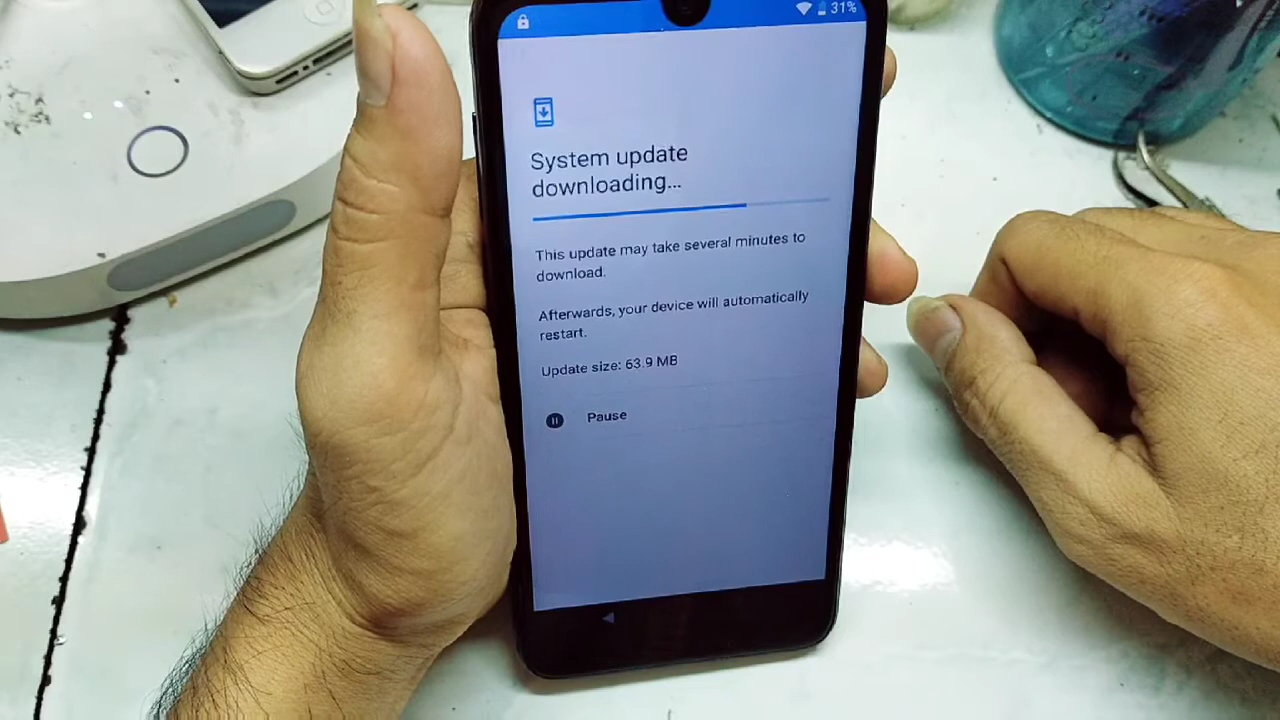 31%
System update
downloading...
This update may take several minutes to
download.
Afterwards, your device will automatically
restart.
Update size: 63.9 MB
Pause